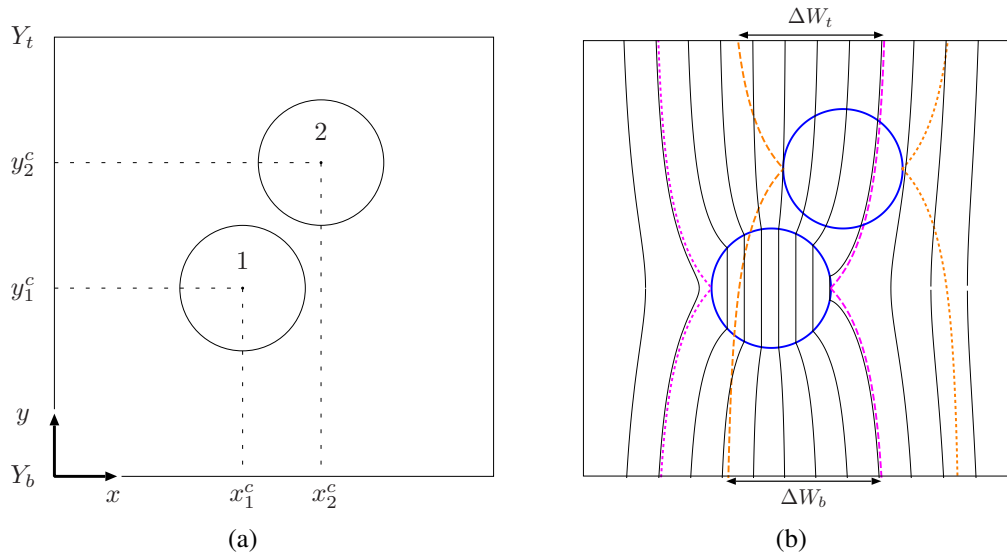 Y_t
2
y_2^c
1
y_1^c
y
Y_b
x
x_1^c
x_2^c
(a)
ΔW_t
ΔW_b
(b)